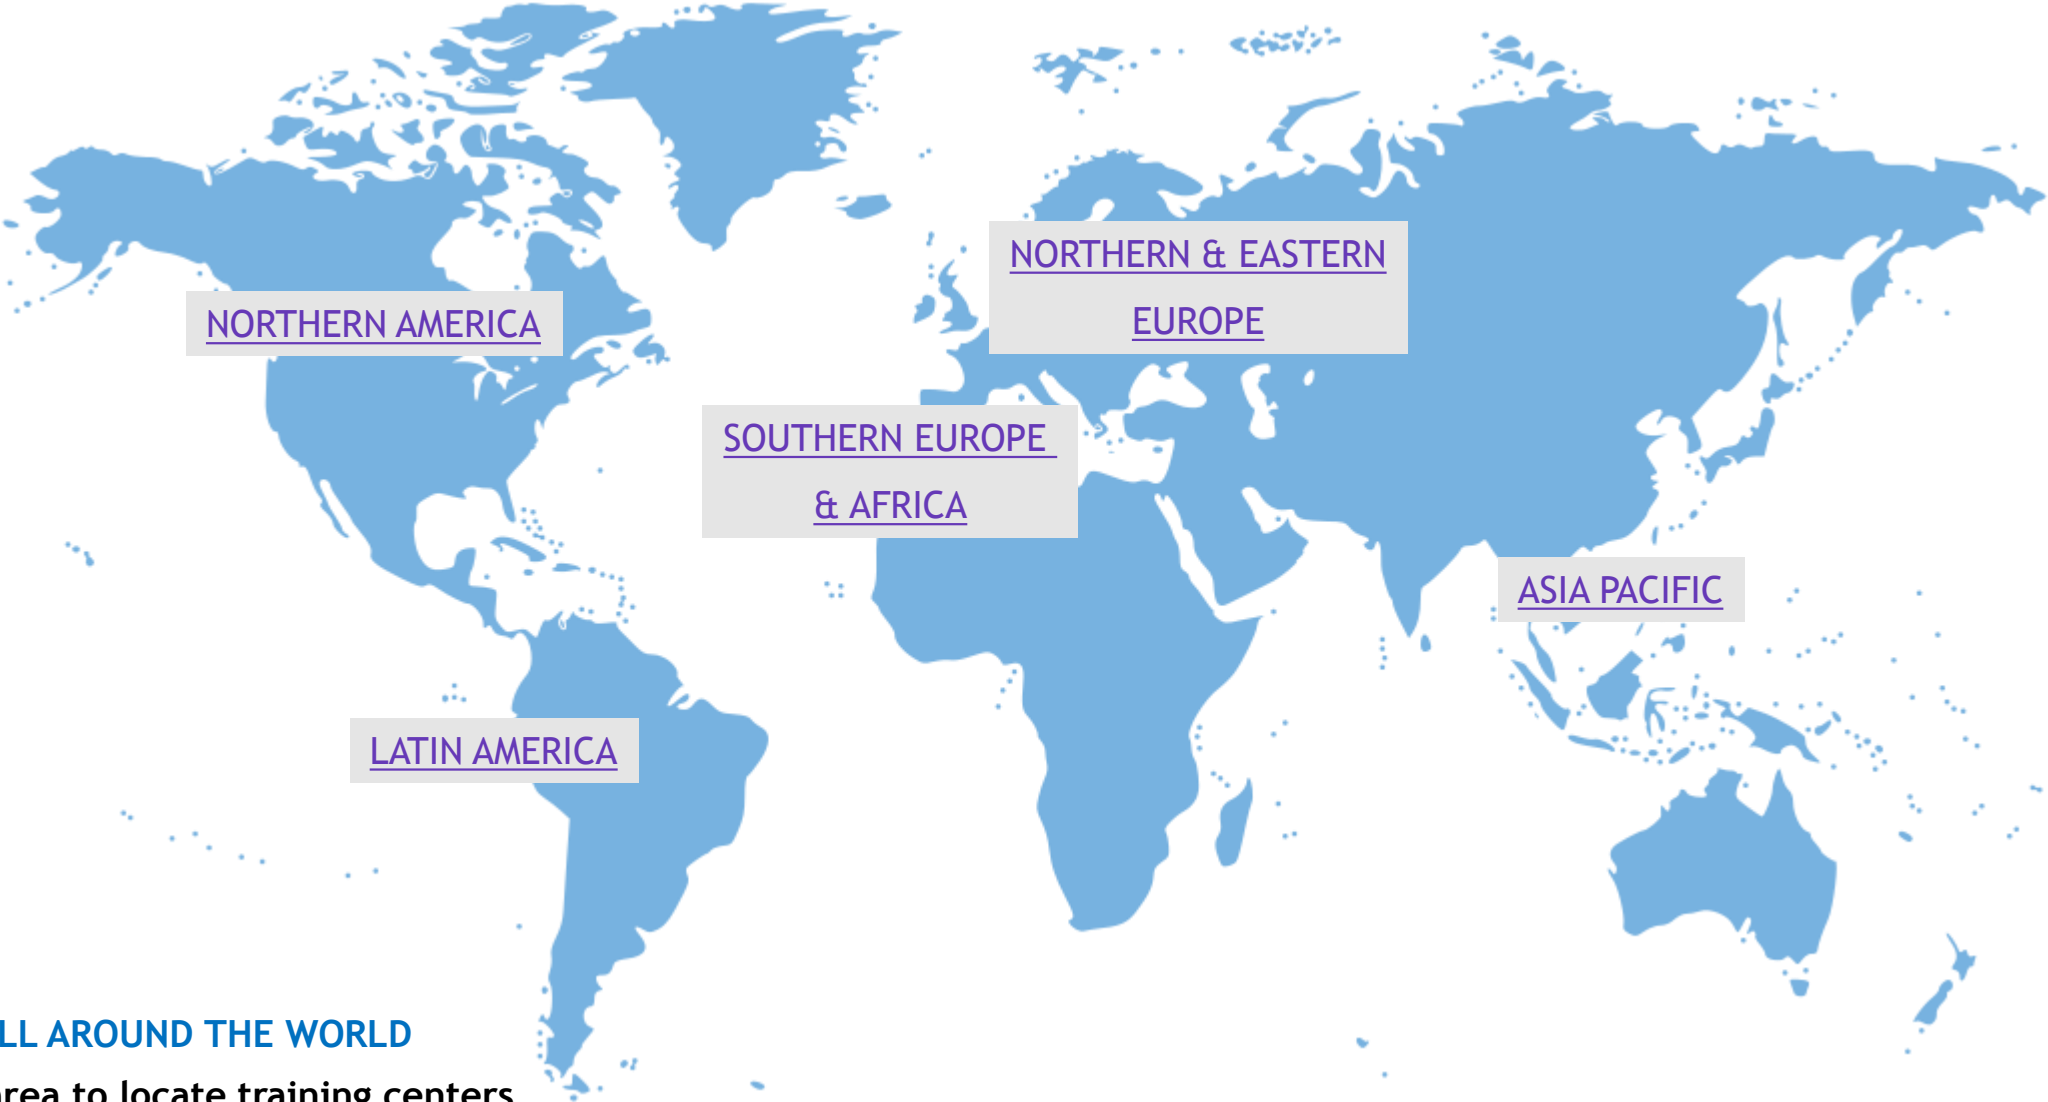 NORTHERN & EASTERN
EUROPE
NORTHERN AMERICA
SOUTHERN EUROPE
& AFRICA
ASIA PACIFIC
LATIN AMERICA
LL AROUND THE WORLD
area to locate training centers